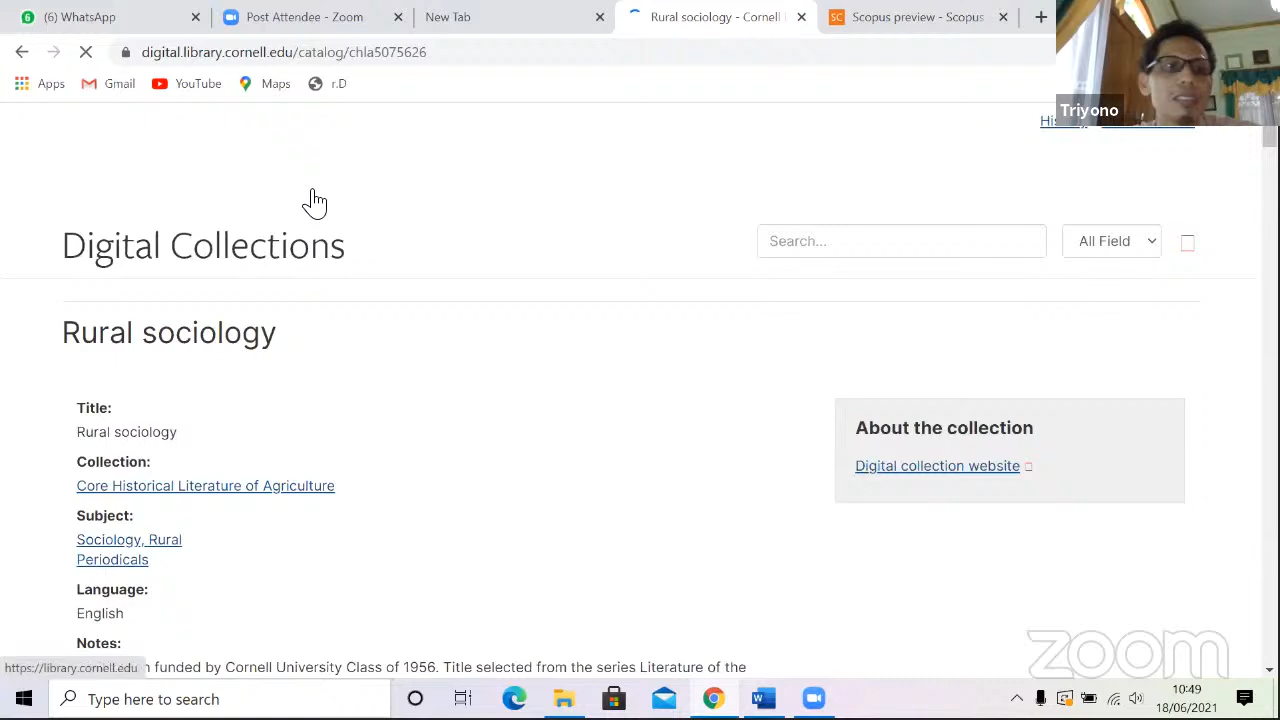 (6) WhatsApp
Post Attendee - Zoom
New Tab
Rural sociology - Cornell
Scopus preview - Scopus
digital.library.cornell.edu/catalog/chla5075626
Apps
Gmail
YouTube
Maps
r.D
Triyono
Digital Collections
Search...
All Field
Rural sociology
Title:
Rural sociology
Collection:
Core Historical Literature of Agriculture
Subject:
Sociology, Rural
Periodicals
Language:
English
Notes:
funded by Cornell University Class of 1956. Title selected from the series Literature of the
About the collection
Digital collection website
https://library.cornell.edu
zoom
Type here to search
10:49
18/06/2021